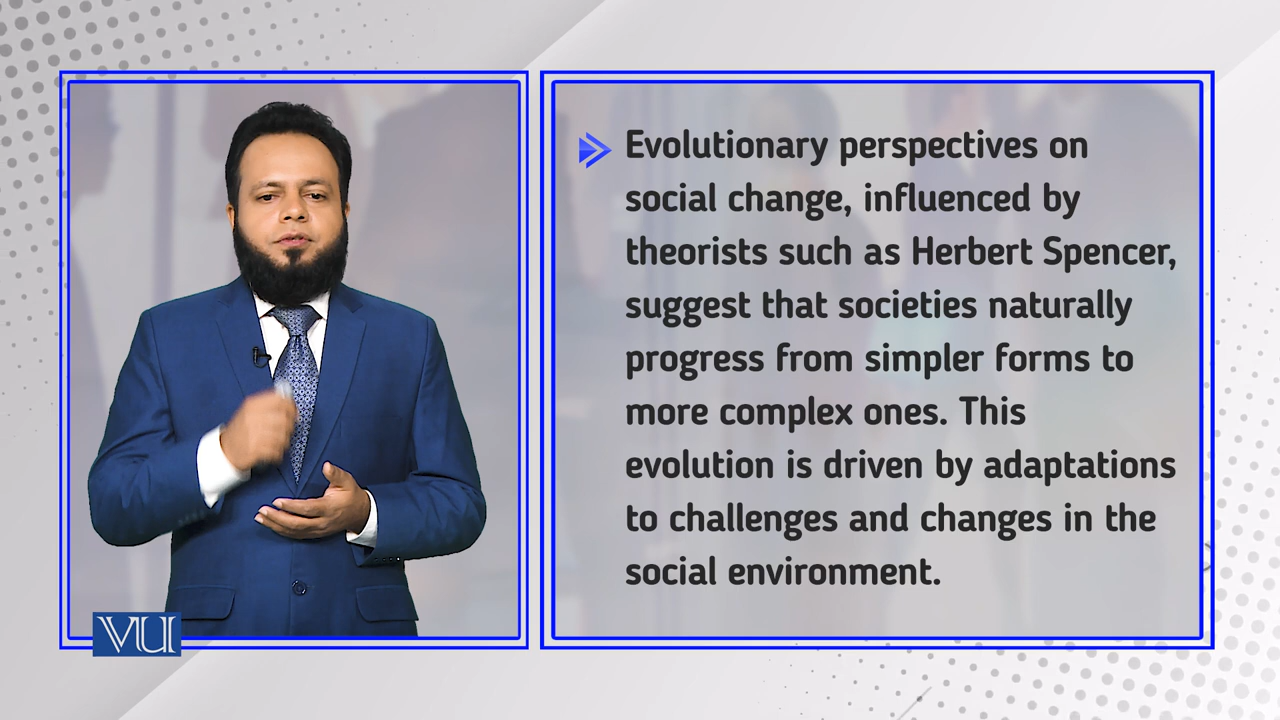 Evolutionary perspectives on
social change, influenced by
theorists such as Herbert Spencer,
suggest that societies naturally
progress from simpler forms to
more complex ones. This
evolution is driven by adaptations
to challenges and changes in the
social environment.
VU